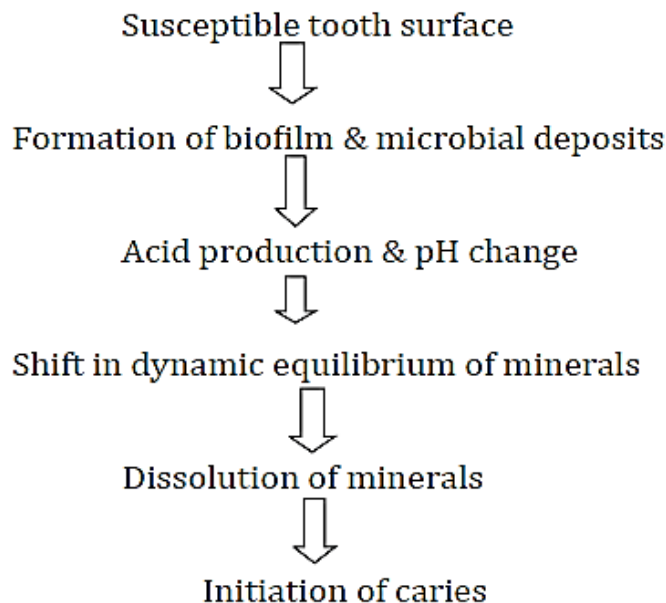 Susceptible tooth surface
Formation of biofilm & microbial deposits
Acid production & pH change
Shift in dynamic equilibrium of minerals
Dissolution of minerals
Initiation of caries